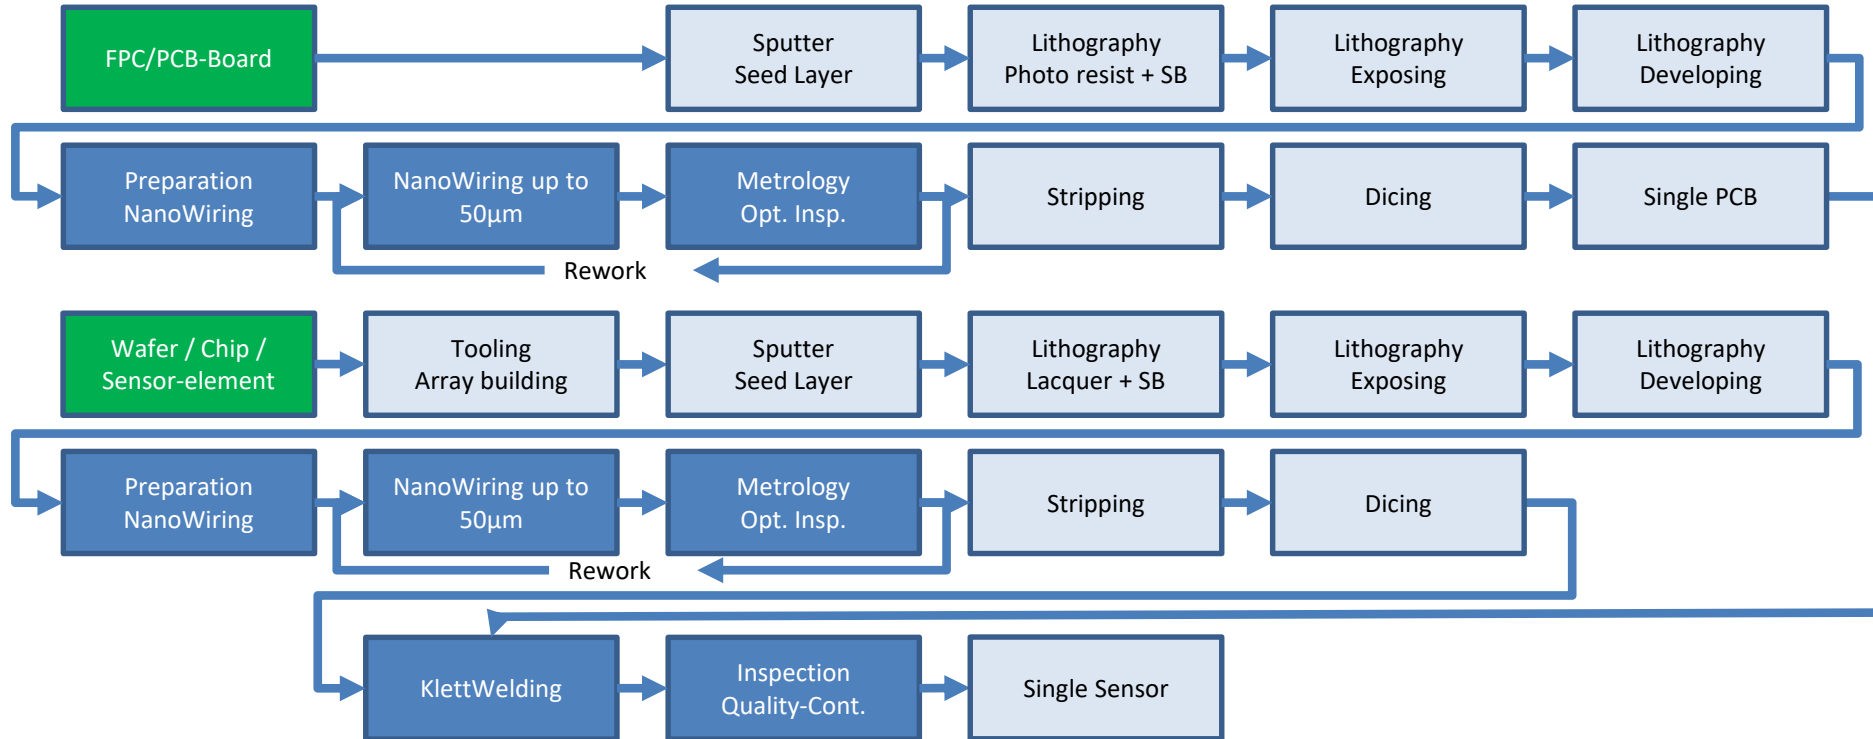 FPC/PCB-Board
Sputter
Seed Layer
Lithography
Photo resist + SB
Lithography
Exposing
Lithography
Developing
Preparation
NanoWiring
NanoWiring up to
50µm
Metrology
Opt. Insp.
Stripping
Dicing
Single PCB
Rework
Wafer / Chip /
Sensor-element
Tooling
Array building
Sputter
Seed Layer
Lithography
Lacquer + SB
Lithography
Exposing
Lithography
Developing
Preparation
NanoWiring
NanoWiring up to
50µm
Metrology
Opt. Insp.
Stripping
Dicing
Rework
KlettWelding
Inspection
Quality-Cont.
Single Sensor